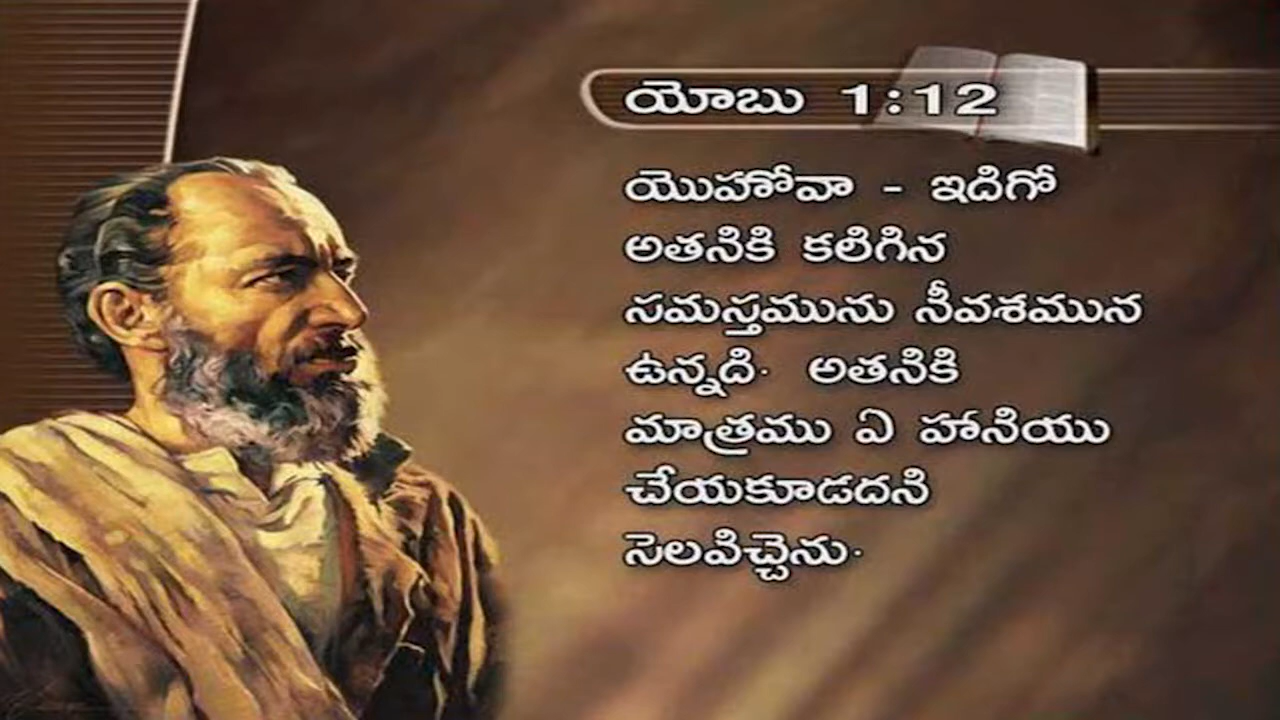 యోబు 1:12
యొహోవా - ఇదిగో
అతనికి కలిగిన
సమస్తమును నీవశమున
ఉన్నది. అతనికి
మాత్రము ఏ హానియు
చేయకూడదని
సెలవిచ్చెను.